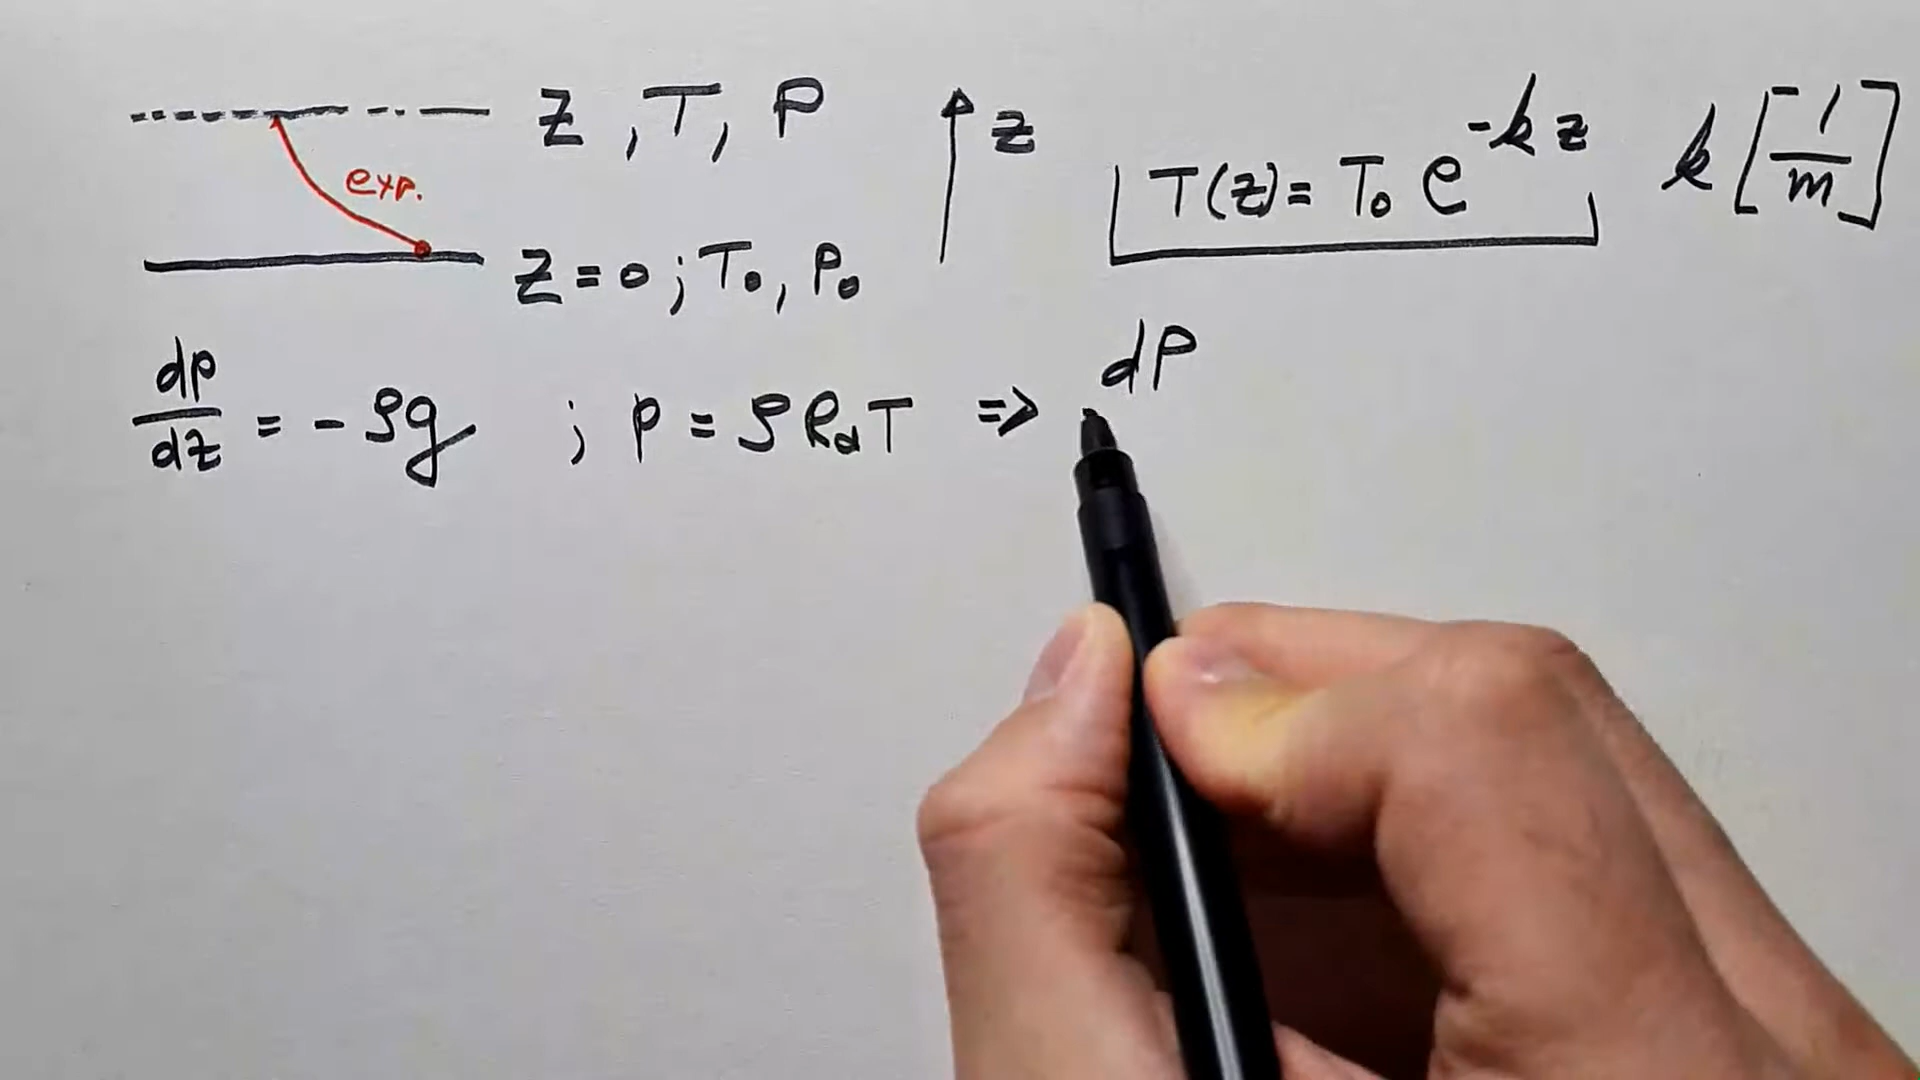 Z , T, P
z
T(z) = T₀ e^{-kz}
k [1/m]
exp.
Z = 0 ; T₀, P₀
dp/dz = - ρg ; p = ρ R_d T ⇒ dP